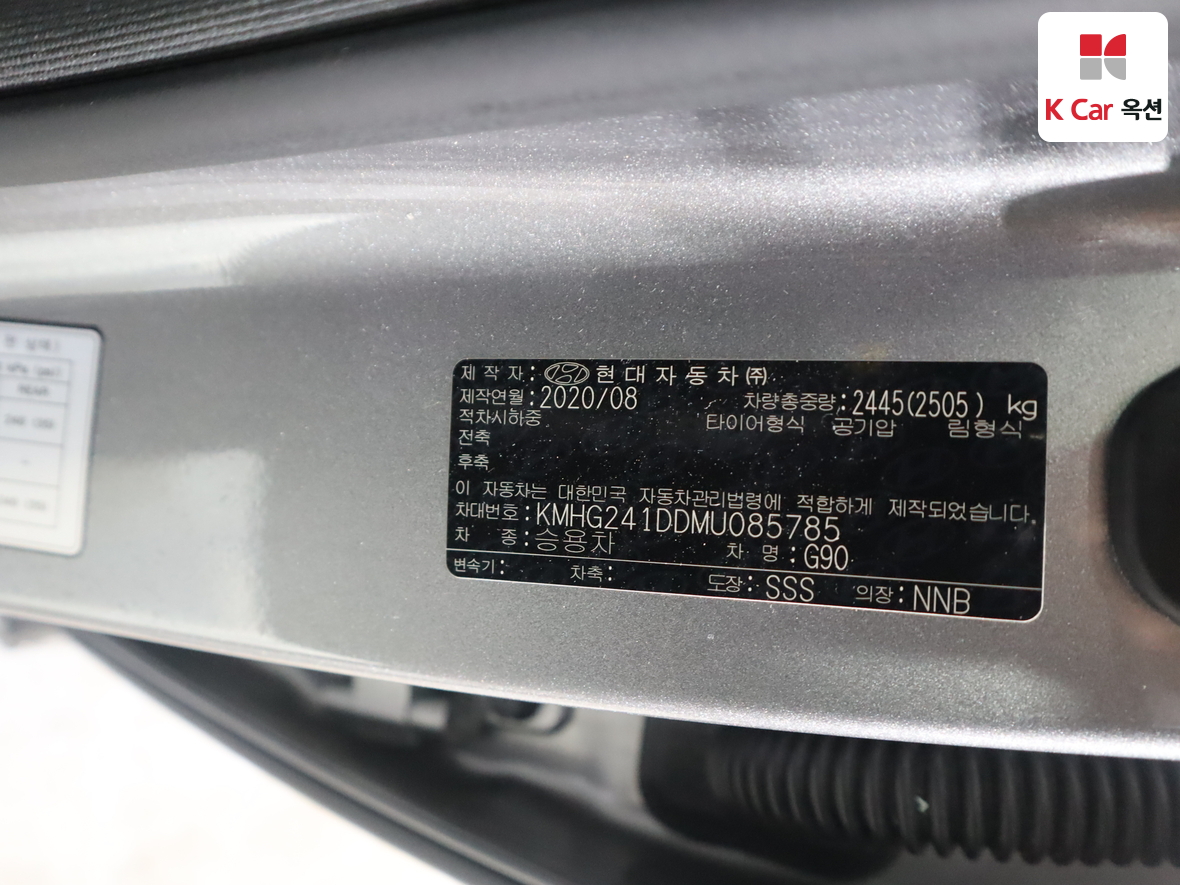 K Car 옥션
제 작 자 : 현 대 자 동 차 ㈜
제작연월 : 2020/08 차량총중량 : 2445(2505) kg
적차시하중 타이어형식 공기압 림형식
전축
후축
이 자동차는 대한민국 자동차관리법령에 적합하게 제작되었습니다.
차대번호 : KMHG241DDMU085785
차 종 : 승용차 차 명 : G90
변속기 : 차축 : 도장 : SSS 의장 : NNB